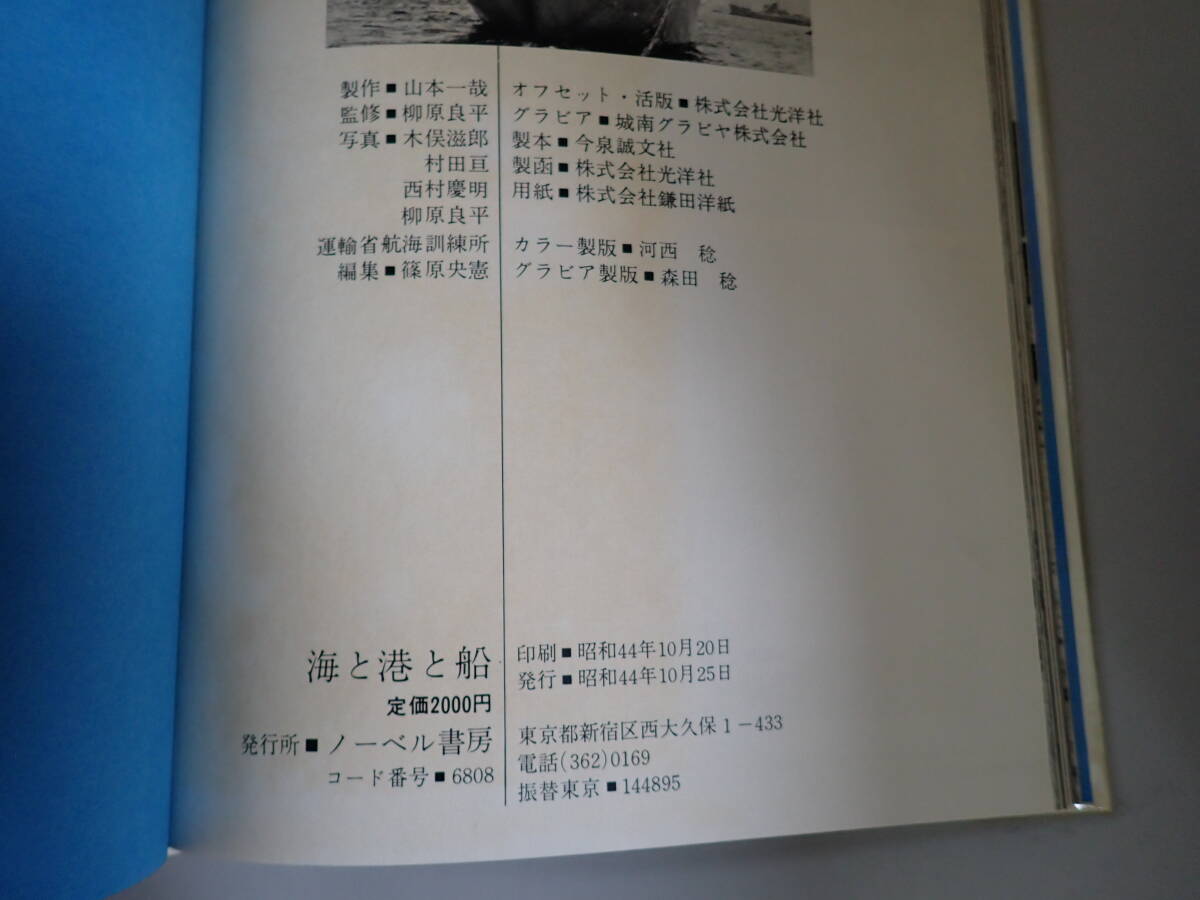 製作■山本一哉
監修■柳原良平
写真■木俣滋郎
村田亘
西村慶明
柳原良平
運輸省航海訓練所
編集■篠原央憲
オフセット・活版■株式会社光洋社
グラビア■城南グラビヤ株式会社
製本■今泉誠文社
製函■株式会社光洋社
用紙■株式会社鎌田洋紙
カラー製版■河西 稔
グラビア製版■森田 稔
海と港と船
定価2000円
発行所■ノーベル書房
コード番号■6808
印刷■昭和44年10月20日
発行■昭和44年10月25日
東京都新宿区西大久保1-433
電話(362)0169
振替東京■144895